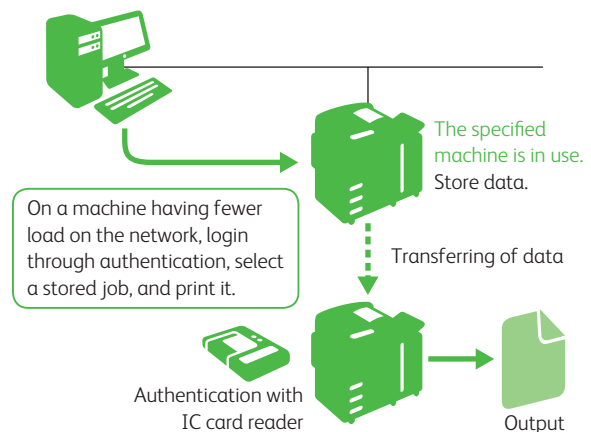 The specified
machine is in use.
Store data.
On a machine having fewer
load on the network, login
through authentication, select
a stored job, and print it.
Transferring of data
Authentication with
IC card reader
Output